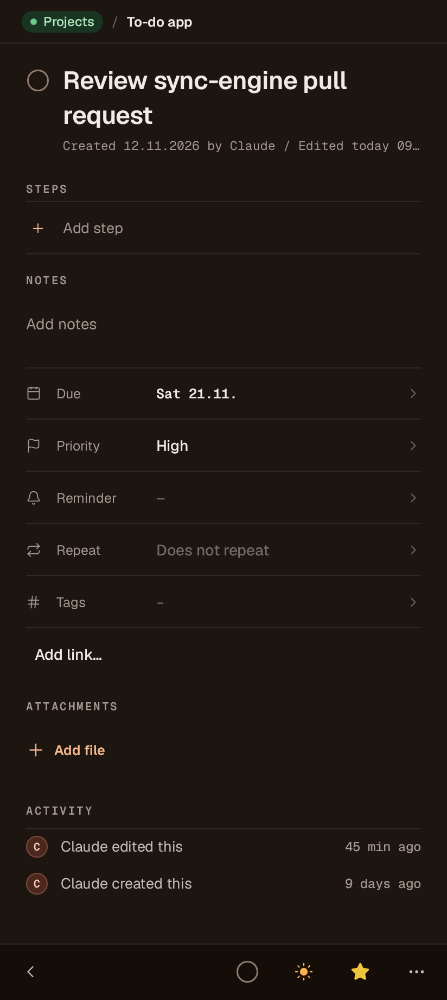 Projects / To-do app
Review sync-engine pull
request
Created 12.11.2026 by Claude / Edited today 09…
STEPS
+ Add step
NOTES
Add notes
Due Sat 21.11.
Priority High
Reminder –
Repeat Does not repeat
Tags -
Add link…
ATTACHMENTS
+ Add file
ACTIVITY
C Claude edited this 45 min ago
C Claude created this 9 days ago